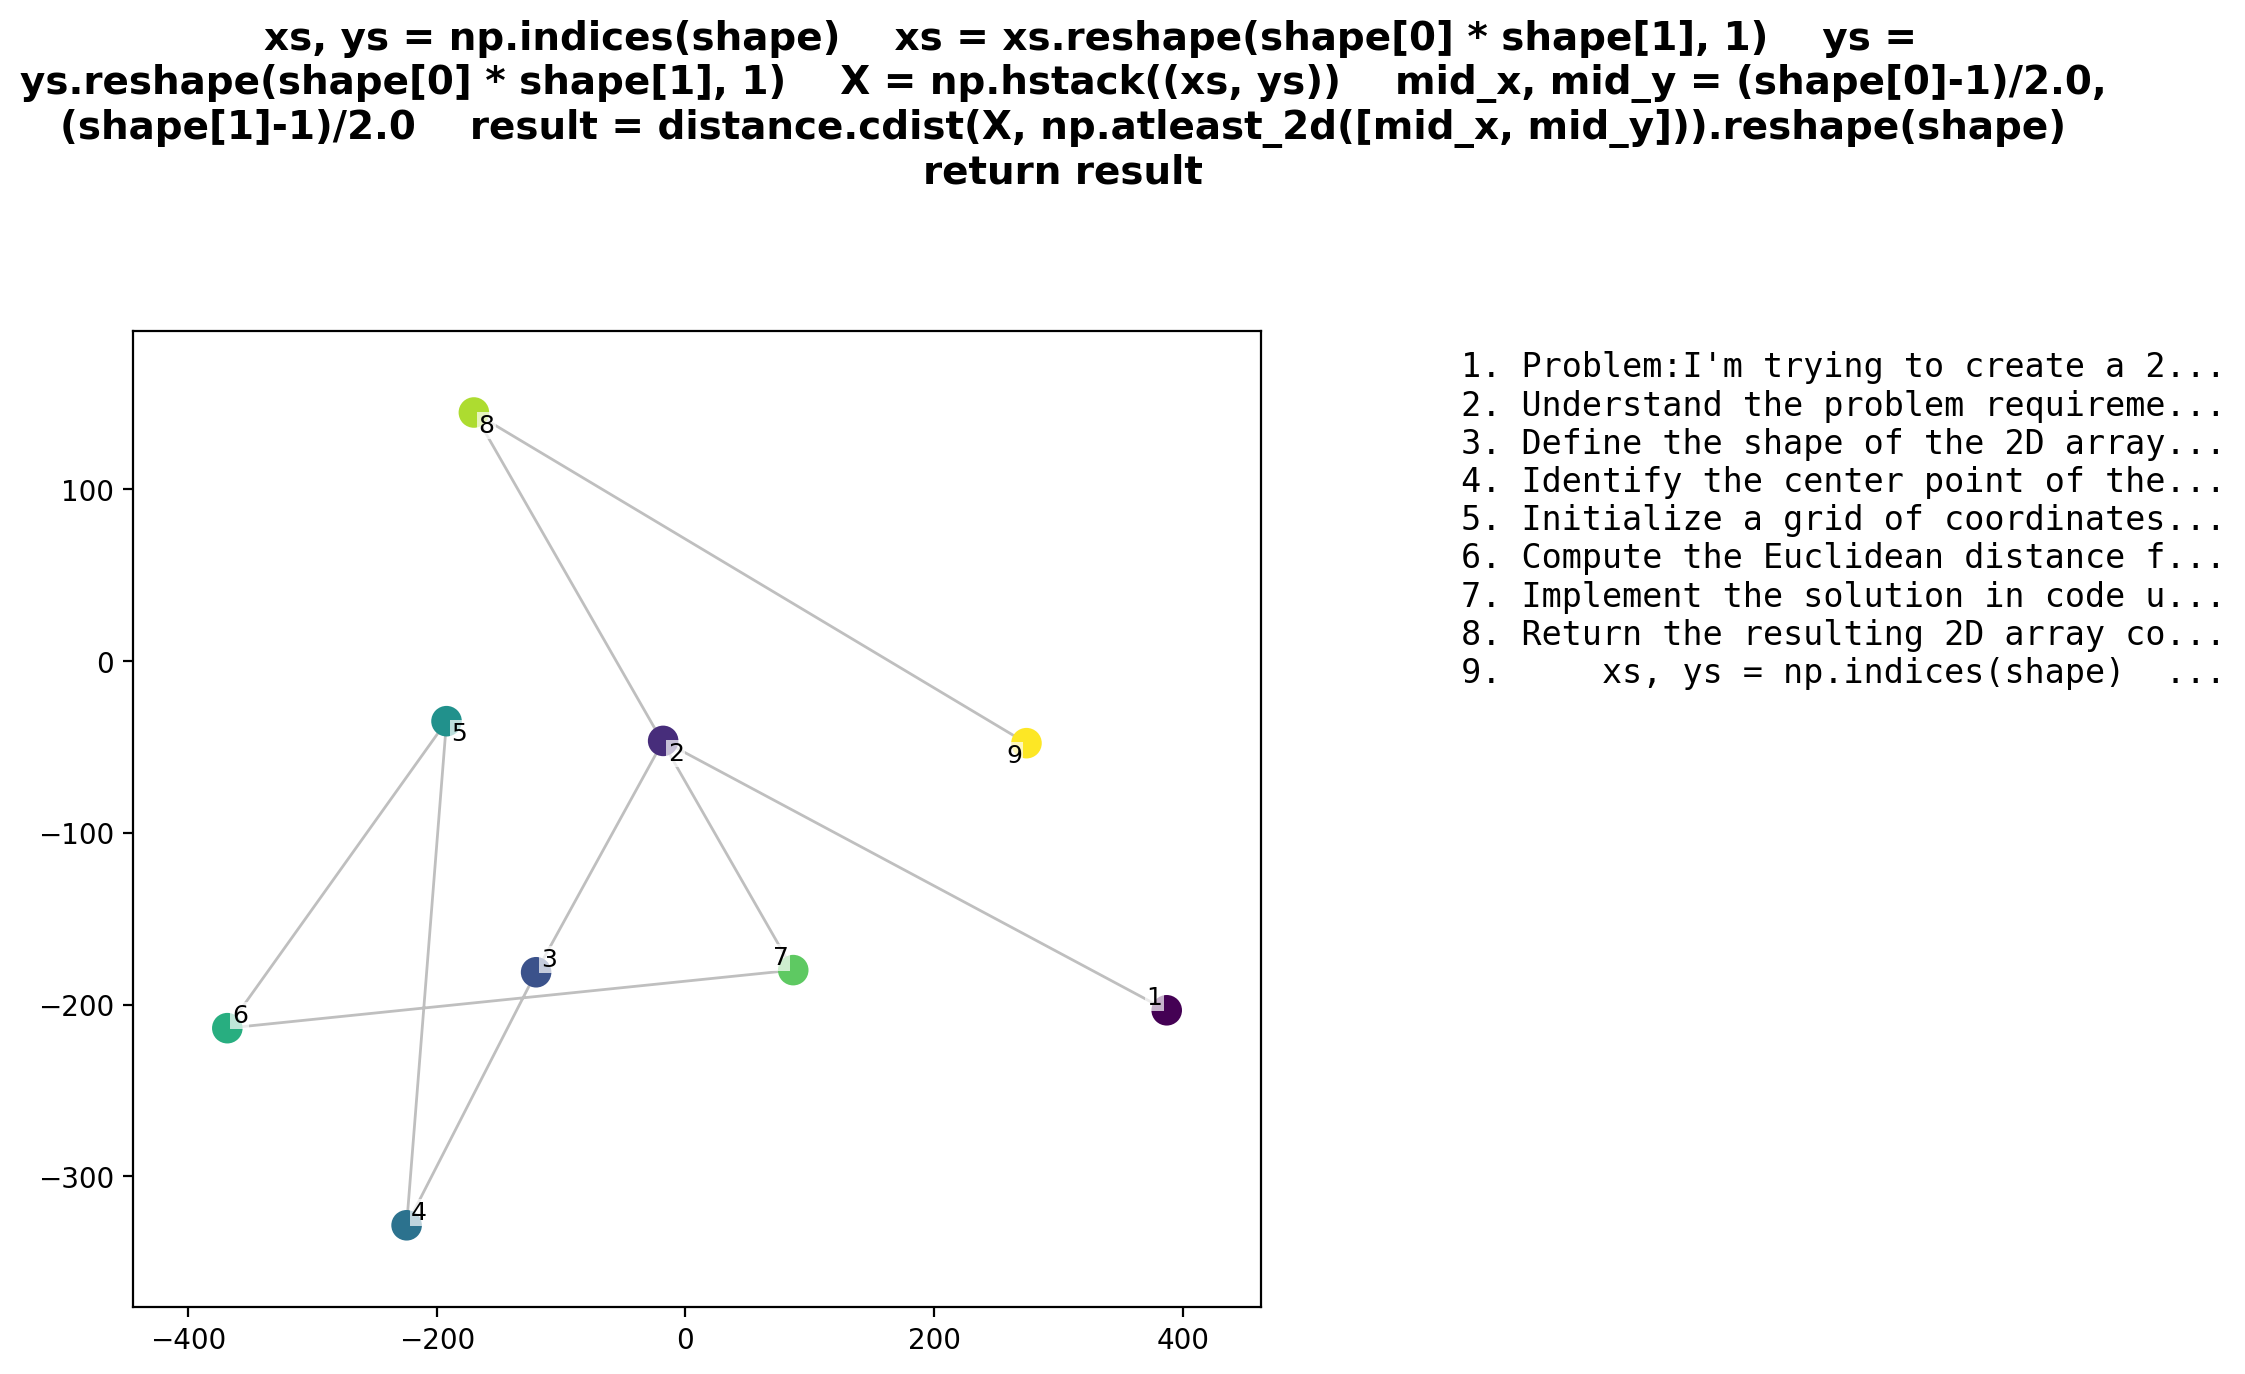 xs, ys = np.indices(shape)    xs = xs.reshape(shape[0] * shape[1], 1)    ys =
ys.reshape(shape[0] * shape[1], 1)    X = np.hstack((xs, ys))    mid_x, mid_y = (shape[0]-1)/2.0,
(shape[1]-1)/2.0    result = distance.cdist(X, np.atleast_2d([mid_x, mid_y])).reshape(shape)
return result
1. Problem:I'm trying to create a 2...
2. Understand the problem requireme...
3. Define the shape of the 2D array...
4. Identify the center point of the...
5. Initialize a grid of coordinates...
6. Compute the Euclidean distance f...
7. Implement the solution in code u...
8. Return the resulting 2D array co...
9.     xs, ys = np.indices(shape)  ...
8
100
0
5
2
9
−100
3
7
1
−200
6
−300
4
−400
−200
0
200
400